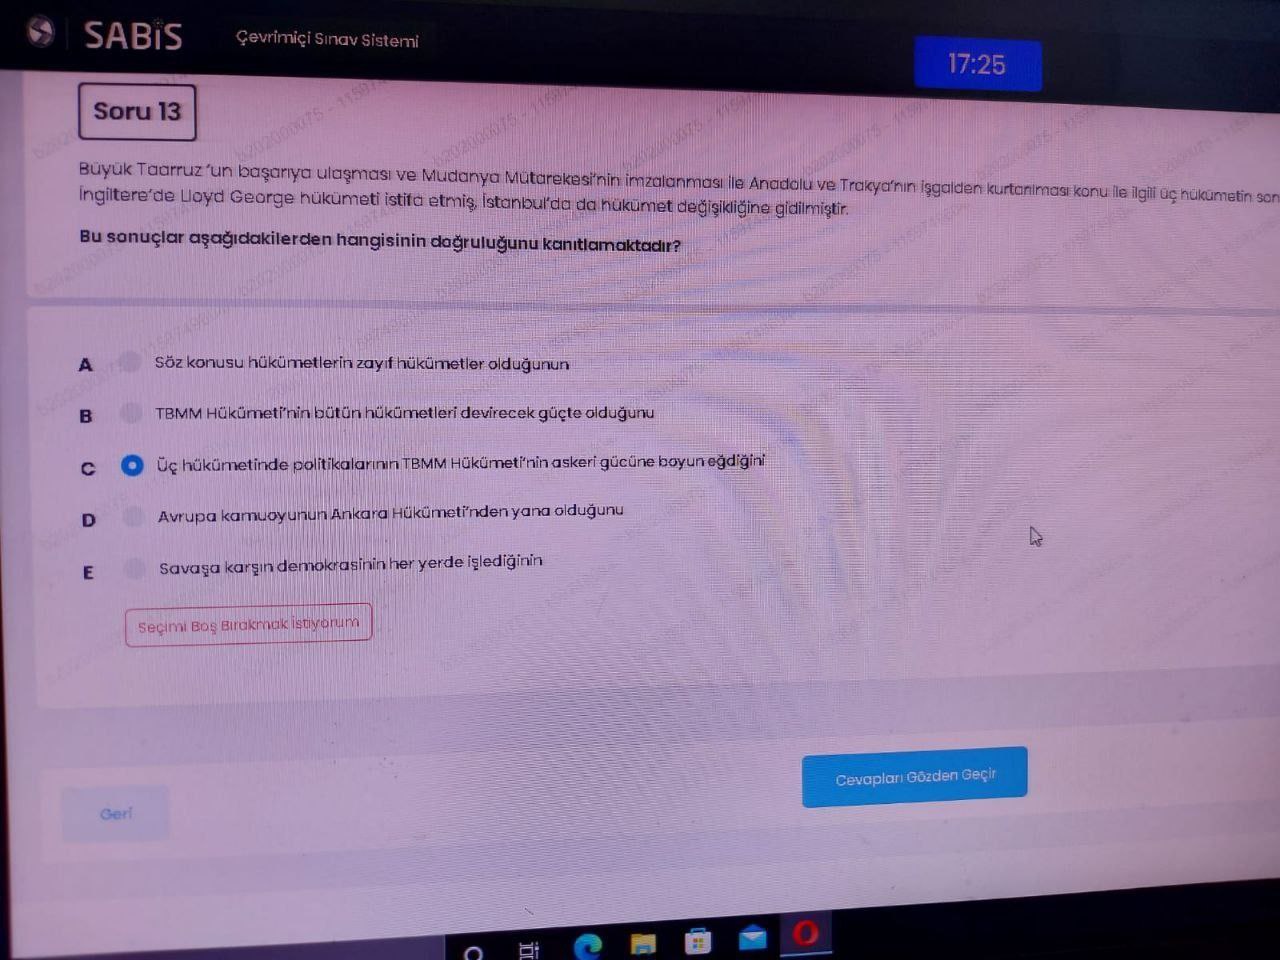 SABİS
Çevrimiçi Sınav Sistemi
17:25
Soru 13
Büyük Taarruz'un başarıya ulaşması ve Mudanya Mütarekesi'nin imzalanması ile Anadolu ve Trakya'nın işgalden kurtarılması konu ile ilgili üç hükümetin son
İngiltere'de Lloyd George hükümeti istifa etmiş, İstanbul'da da hükümet değişikliğine gidilmiştir.
Bu sonuçlar aşağıdakilerden hangisinin doğruluğunu kanıtlamaktadır?
A Söz konusu hükümetlerin zayıf hükümetler olduğunun
B TBMM Hükümeti'nin bütün hükümetleri devirecek güçte olduğunu
C Üç hükümetinde politikalarının TBMM Hükümeti'nin askeri gücüne boyun eğdiğini
D Avrupa kamuoyunun Ankara Hükümeti'nden yana olduğunu
E Savaşa karşın demokrasinin her yerde işlediğinin
Seçimi Boş Bırakmak İstiyorum
Cevapları Gözden Geçir
Geri